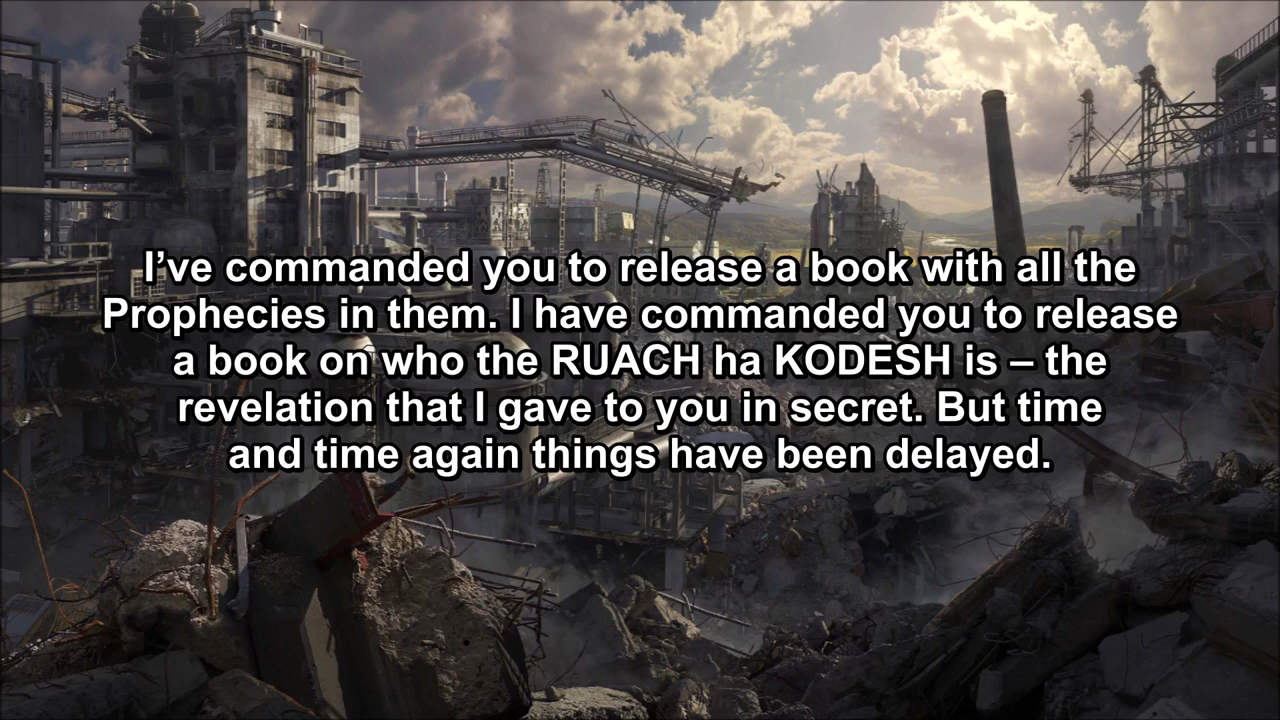 I’ve commanded you to release a book with all the
Prophecies in them. I have commanded you to release
a book on who the RUACH ha KODESH is – the
revelation that I gave to you in secret. But time
and time again things have been delayed.